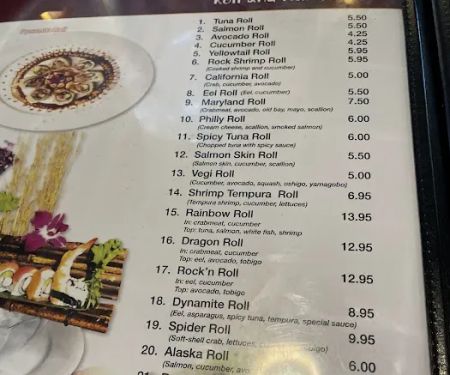 1. Tuna Roll 5.50
2. Salmon Roll 5.50
3. Avocado Roll 4.25
4. Cucumber Roll 4.25
5. Yellowtail Roll 5.95
6. Rock Shrimp Roll 5.95
(Cooked shrimp and cucumber)
7. California Roll 5.00
(Crab, cucumber, avocado)
8. Eel Roll (Eel, cucumber) 5.50
9. Maryland Roll 7.50
(Crabmeat, avocado, old bay, mayo, scallion)
10. Philly Roll 6.00
(Cream cheese, scallion, smoked salmon)
11. Spicy Tuna Roll 6.00
(Chopped tuna with spicy sauce)
12. Salmon Skin Roll 5.50
(Salmon skin, cucumber, scallion)
13. Vegi Roll 5.00
(Cucumber, avocado, squash, oshigo, yamagobo)
14. Shrimp Tempura Roll 6.95
(Tempura shrimp, cucumber, lettuces)
15. Rainbow Roll 13.95
In: crabmeat, cucumber
Top: tuna, salmon, white fish, shrimp
16. Dragon Roll 12.95
In: crabmeat, cucumber
Top: eel, avocado, tobigo
17. Rock'n Roll 12.95
In: eel, cucumber
Top: avocado, tobigo
18. Dynamite Roll 8.95
(Eel, asparagus, spicy tuna, tempura, special sauce)
19. Spider Roll 9.95
(Soft-shell crab, lettuces, cucumber,
20. Alaska Roll 6.00
(Salmon, cucumber,